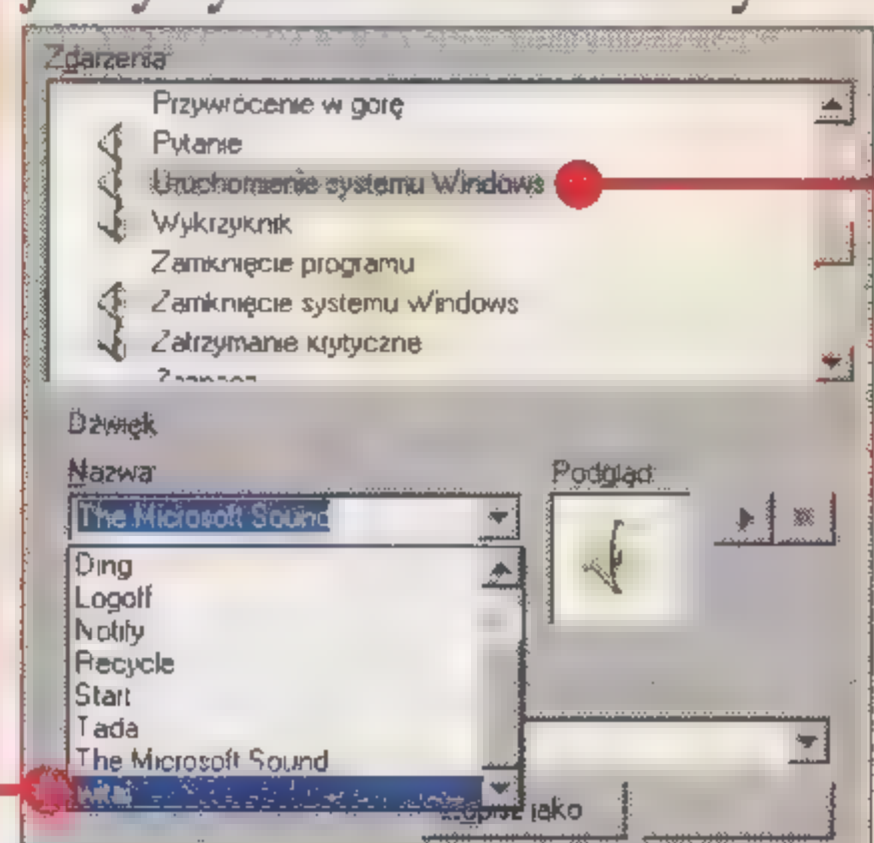 Zdarzenia
Przywrócenie w górę
Pytanie
Uruchomienie systemu Windows
Wykrzyknik
Zamknięcie programu
Zamknięcie systemu Windows
Zatrzymanie krytyczne
Dźwięk
Nazwa:
Podgląd:
The Microsoft Sound
Ding
Logoff
Notify
Recycle
Start
Tada
The Microsoft Sound
jako